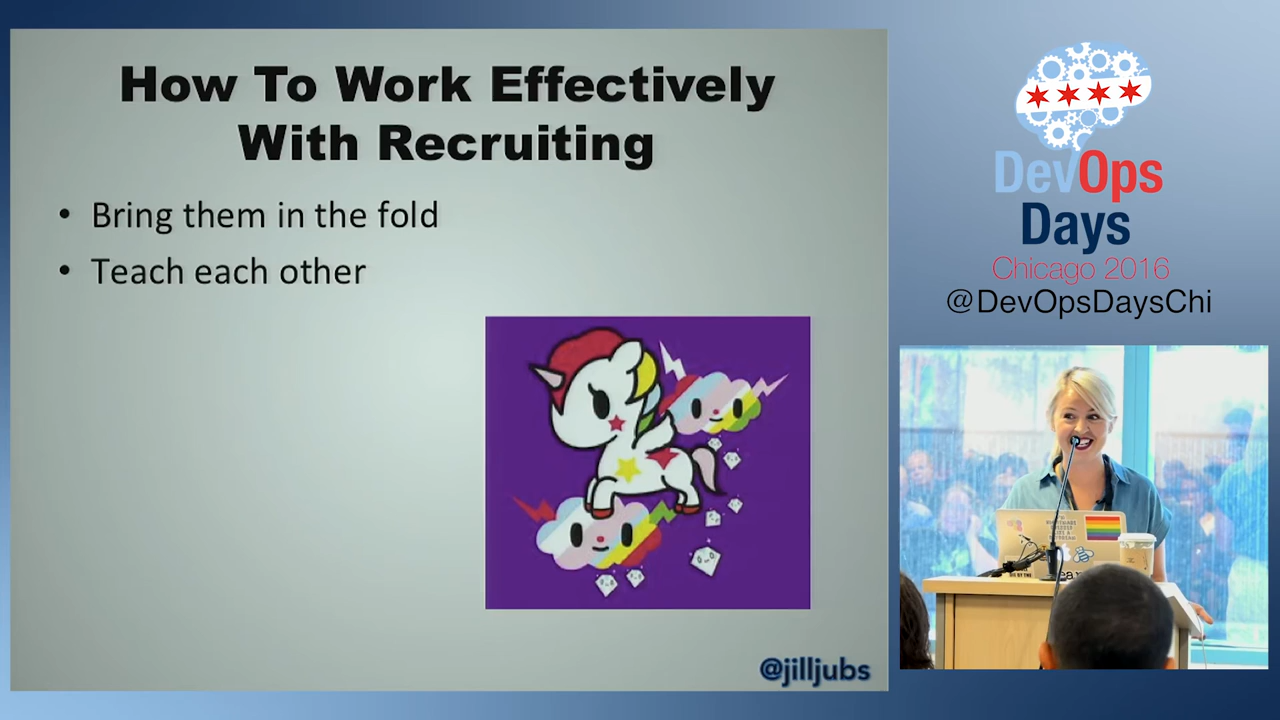 How To Work Effectively
With Recruiting
• Bring them in the fold
• Teach each other
@jilljubs
DevOps
Days
Chicago 2016
@DevOpsDaysChi